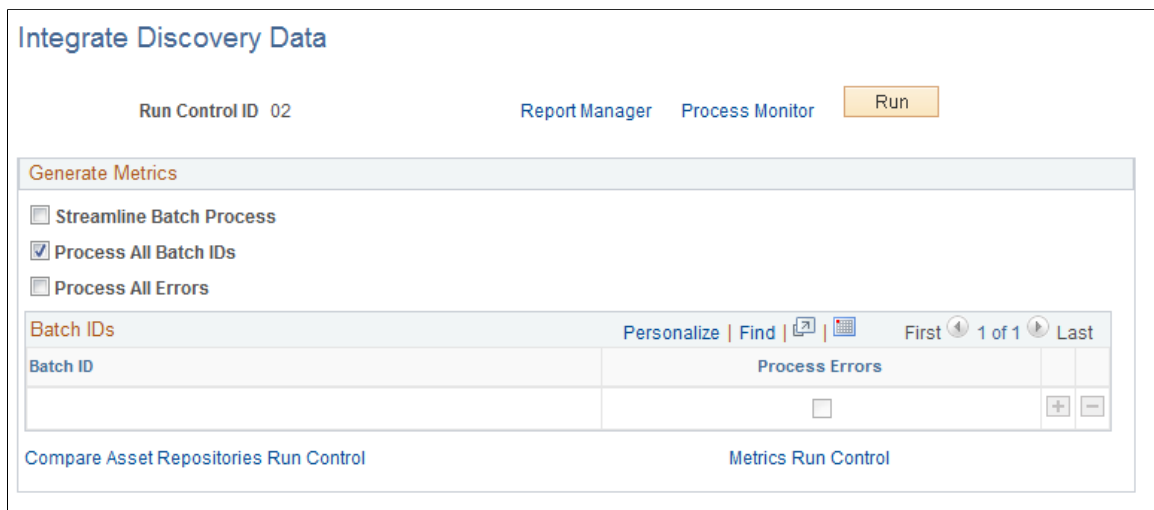 Integrate Discovery Data
Run Control ID 02 Report Manager Process Monitor Run
Generate Metrics
Streamline Batch Process
Process All Batch IDs
Process All Errors
Batch IDs Personalize | Find | | First 1 of 1 Last
Batch ID Process Errors
Compare Asset Repositories Run Control Metrics Run Control